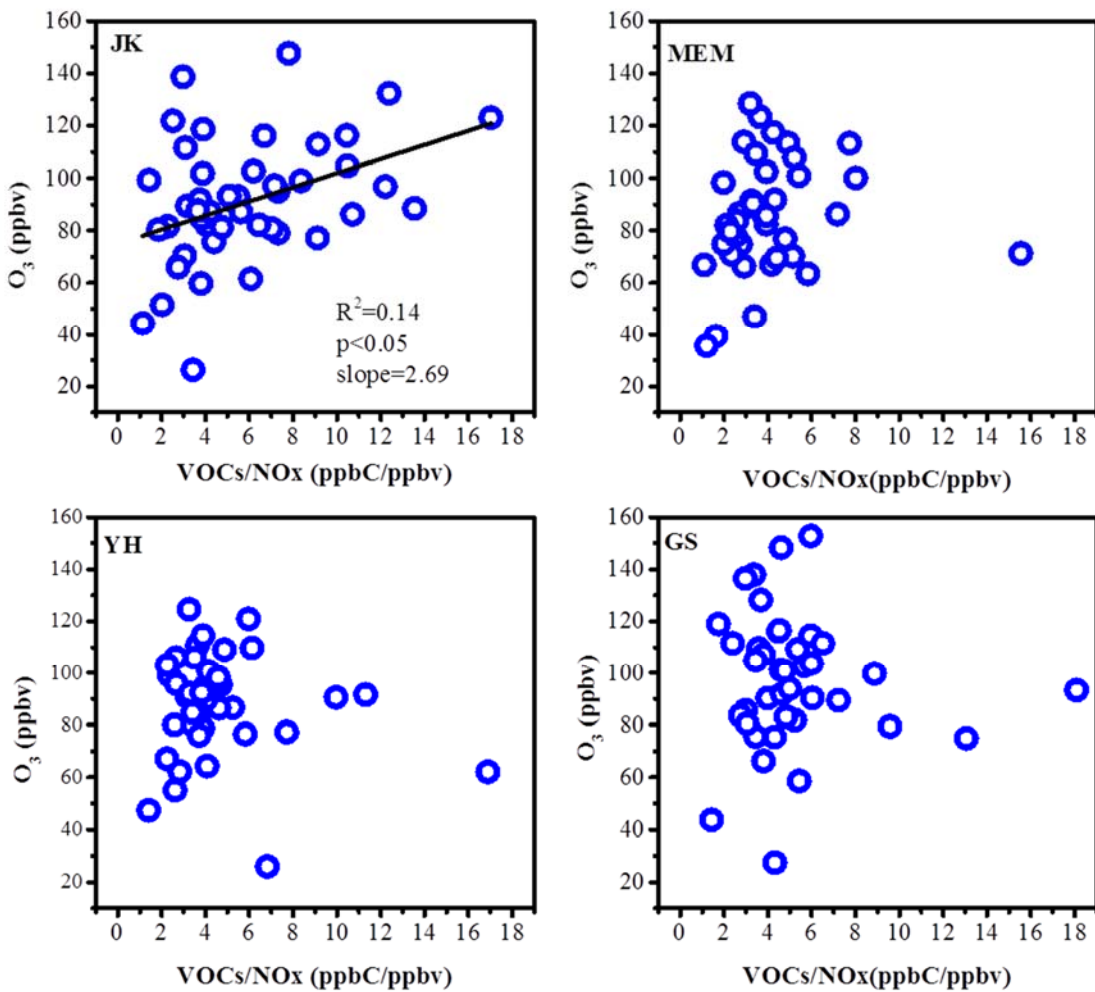 JK
160
140
120
100
80
60
40
20
O₃ (ppbv)
R²=0.14
p<0.05
slope=2.69
0 2 4 6 8 10 12 14 16 18
VOCs/NOx (ppbC/ppbv)
MEM
160
140
120
100
80
60
40
20
O₃ (ppbv)
0 2 4 6 8 10 12 14 16 18
VOCs/NOx(ppbC/ppbv)
YH
160
140
120
100
80
60
40
20
O₃ (ppbv)
0 2 4 6 8 10 12 14 16 18
VOCs/NOx (ppbC/ppbv)
GS
160
140
120
100
80
60
40
20
O₃ (ppbv)
0 2 4 6 8 10 12 14 16 18
VOCs/NOx(ppbC/ppbv)